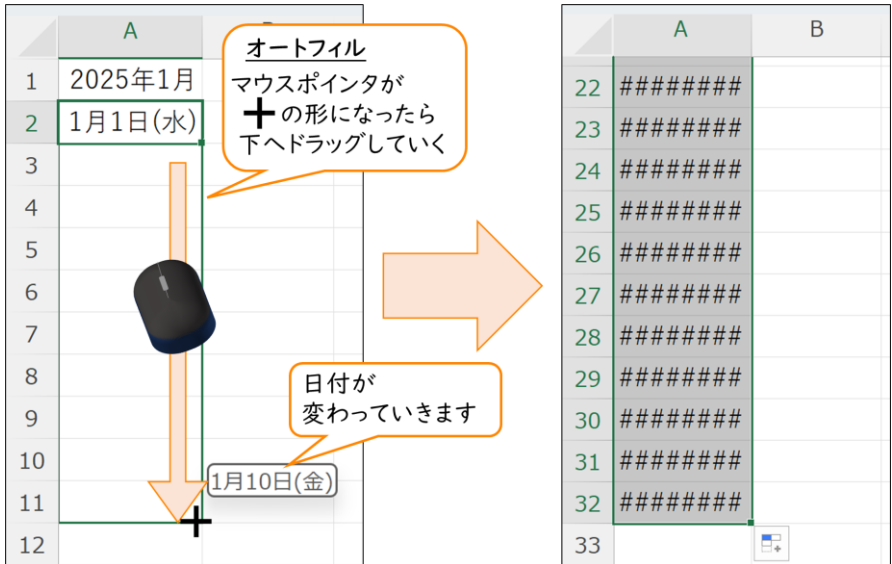 A
オートフィル
マウスポインタが
＋の形になったら
下へドラッグしていく
1 2025年1月
2 1月1日(水)
3
4
5
6
7
8
9
10
11
12
日付が
変わっていきます
1月10日(金)
A B
22 ########
23 ########
24 ########
25 ########
26 ########
27 ########
28 ########
29 ########
30 ########
31 ########
32 ########
33